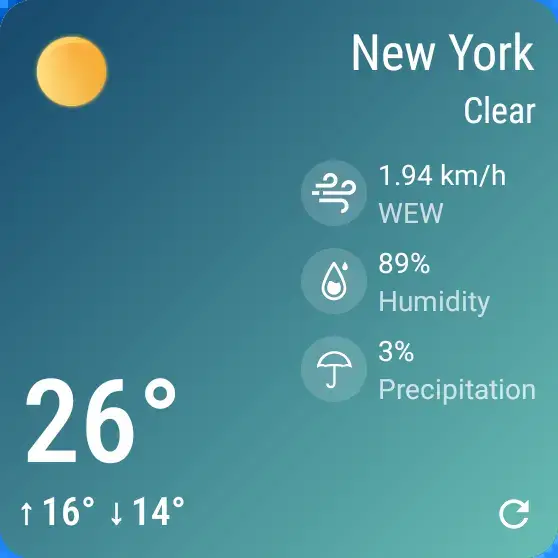 New York
Clear
1.94 km/h
WEW
89%
Humidity
3%
Precipitation
26°
↑ 16° ↓ 14°